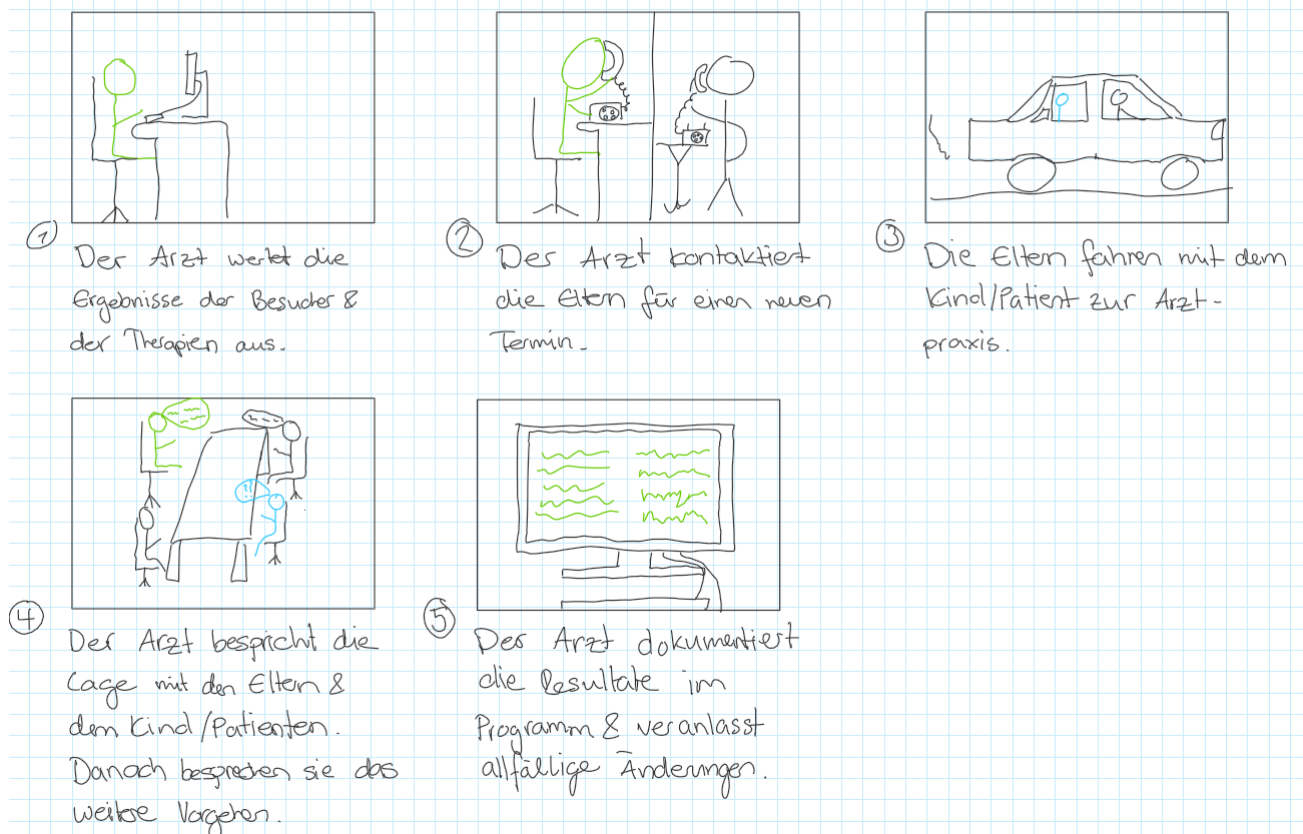 1
Der Arzt wertet die
Ergebnisse der Besucher &
der Therapien aus.
2
Der Arzt kontaktiert
die Eltern für einen neuen
Termin.
3
Die Eltern fahren mit dem
Kind/Patient zur Arzt-
praxis.
4
Der Arzt bespricht die
Lage mit den Eltern &
dem Kind/Patienten.
Danach besprechen sie das
weitere Vorgehen.
!!
5
Der Arzt dokumentiert
die Resultate im
Programm & veranlasst
allfällige Änderungen.